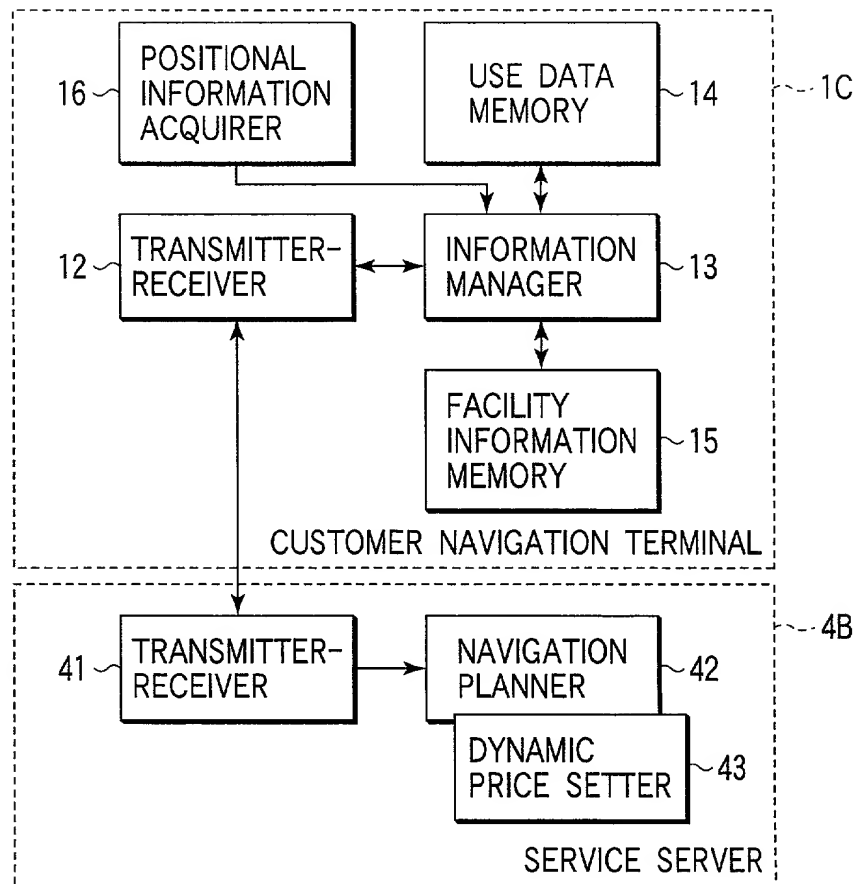 16
POSITIONAL
INFORMATION
ACQUIRER
USE DATA
MEMORY
14
1C
12
TRANSMITTER-
RECEIVER
INFORMATION
MANAGER
13
FACILITY
INFORMATION
MEMORY
15
CUSTOMER NAVIGATION TERMINAL
41
TRANSMITTER-
RECEIVER
NAVIGATION
PLANNER
42
4B
DYNAMIC
PRICE SETTER
43
SERVICE SERVER